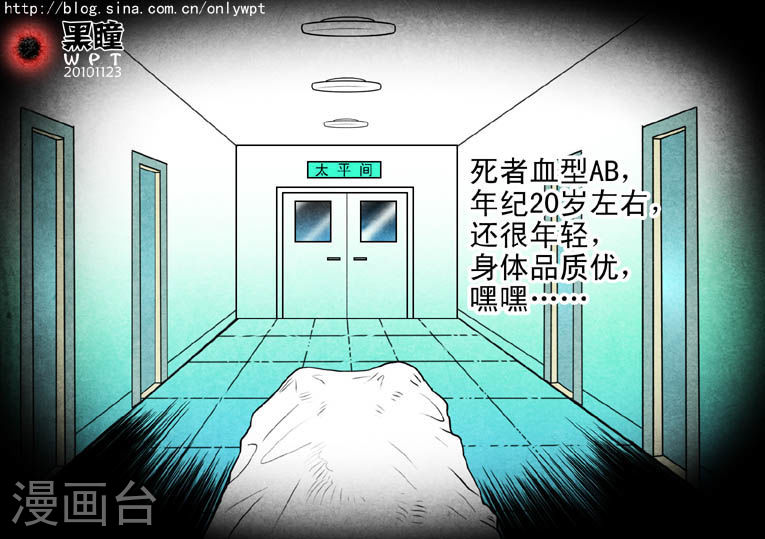 http://blog.sina.com.cn/onlywpt
黑瞳
WPT
20101123
太平间
死者血型AB，
年纪20岁左右，
还很年轻，
身体品质优，
嘿嘿……
漫画台